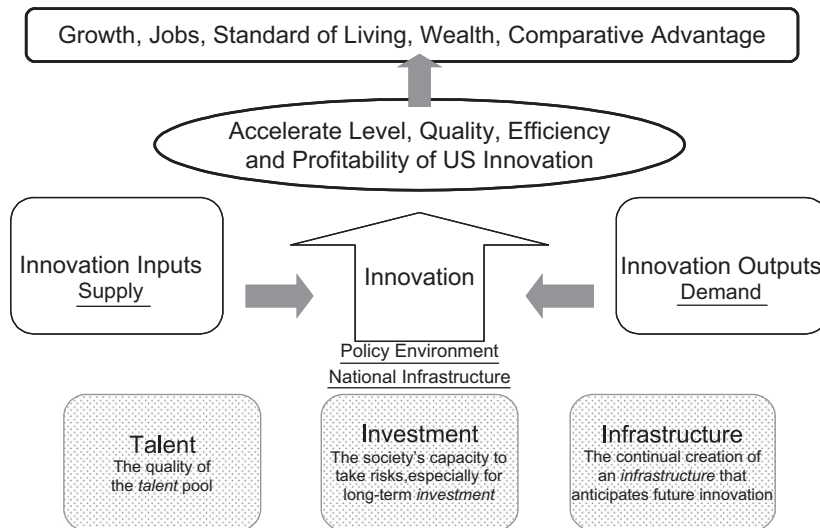 Growth, Jobs, Standard of Living, Wealth, Comparative Advantage
Accelerate Level, Quality, Efficiency
and Profitability of US Innovation
Innovation Inputs
Supply
Innovation
Innovation Outputs
Demand
Policy Environment
National Infrastructure
Talent
The quality of
the talent pool
Investment
The society's capacity to
take risks,especially for
long-term investment
Infrastructure
The continual creation of
an infrastructure that
anticipates future innovation